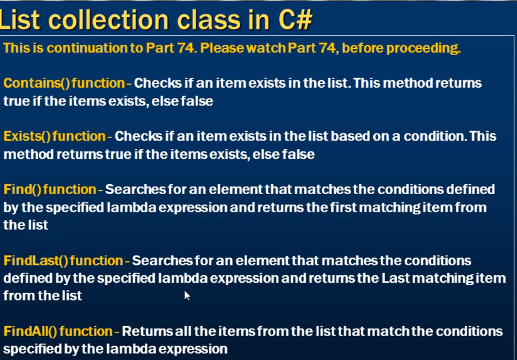 List collection class in C#
This is continuation to Part 74. Please watch Part 74, before proceeding.
Contains() function - Checks if an item exists in the list. This method returns
true if the items exists, else false
Exists() function - Checks if an item exists in the list based on a condition. This
method returns true if the items exists, else false
Find() function - Searches for an element that matches the conditions defined
by the specified lambda expression and returns the first matching item from
the list
FindLast() function - Searches for an element that matches the conditions
defined by the specified lambda expression and returns the Last matching item
from the list
FindAll() function - Returns all the items from the list that match the conditions
specified by the lambda expression